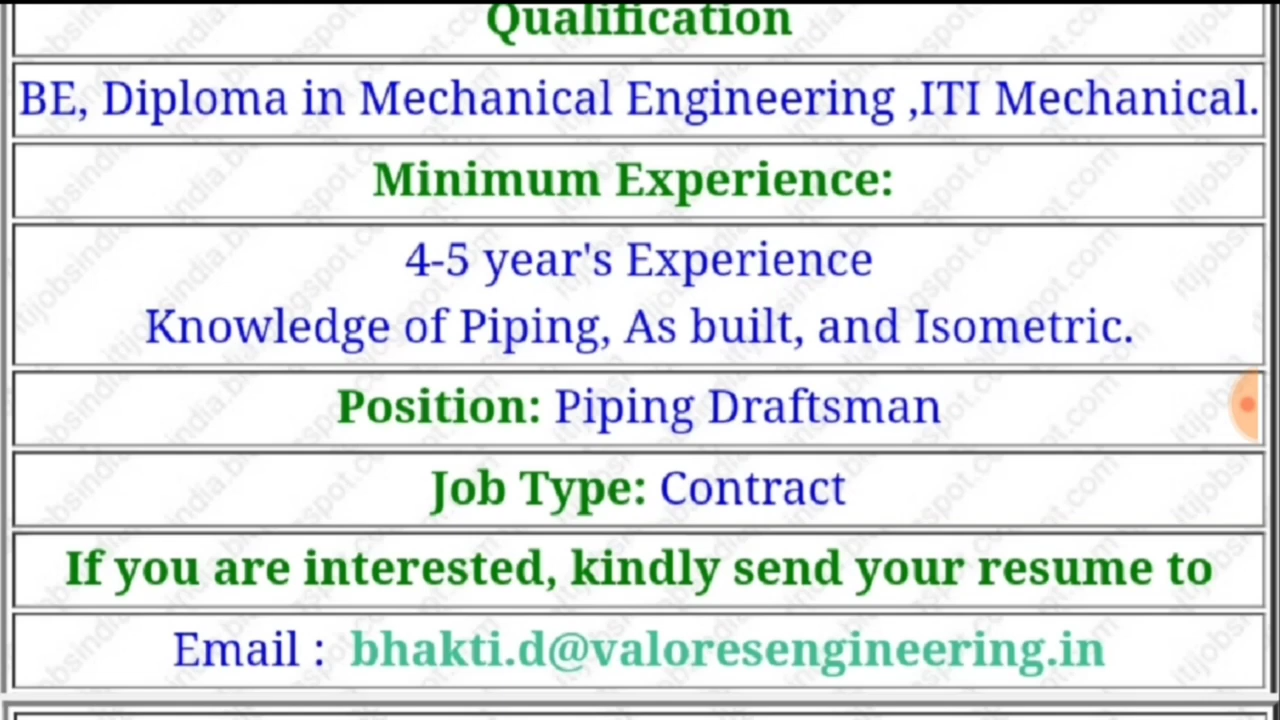 Qualification
BE, Diploma in Mechanical Engineering ,ITI Mechanical.
Minimum Experience:
4-5 year's Experience
Knowledge of Piping, As built, and Isometric.
Position: Piping Draftsman
Job Type: Contract
If you are interested, kindly send your resume to
Email : bhakti.d@valoresengineering.in